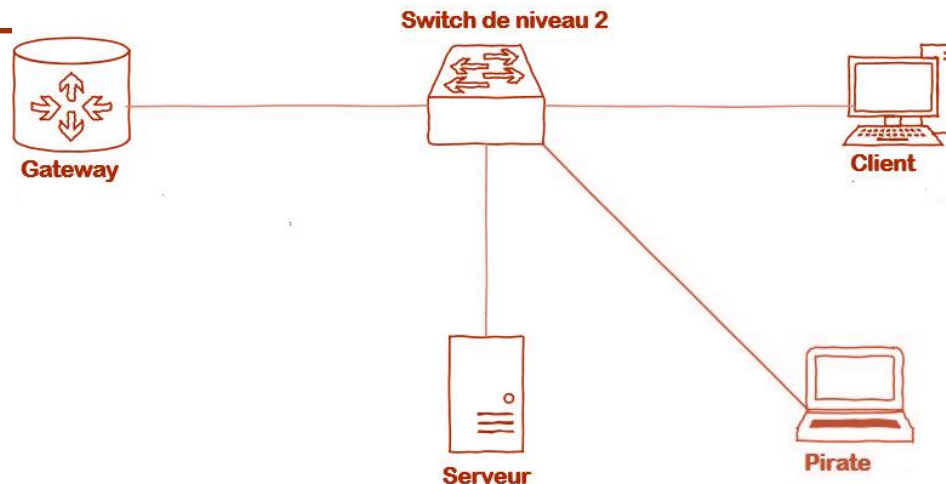 Switch de niveau 2
Gateway
Client
Serveur
Pirate